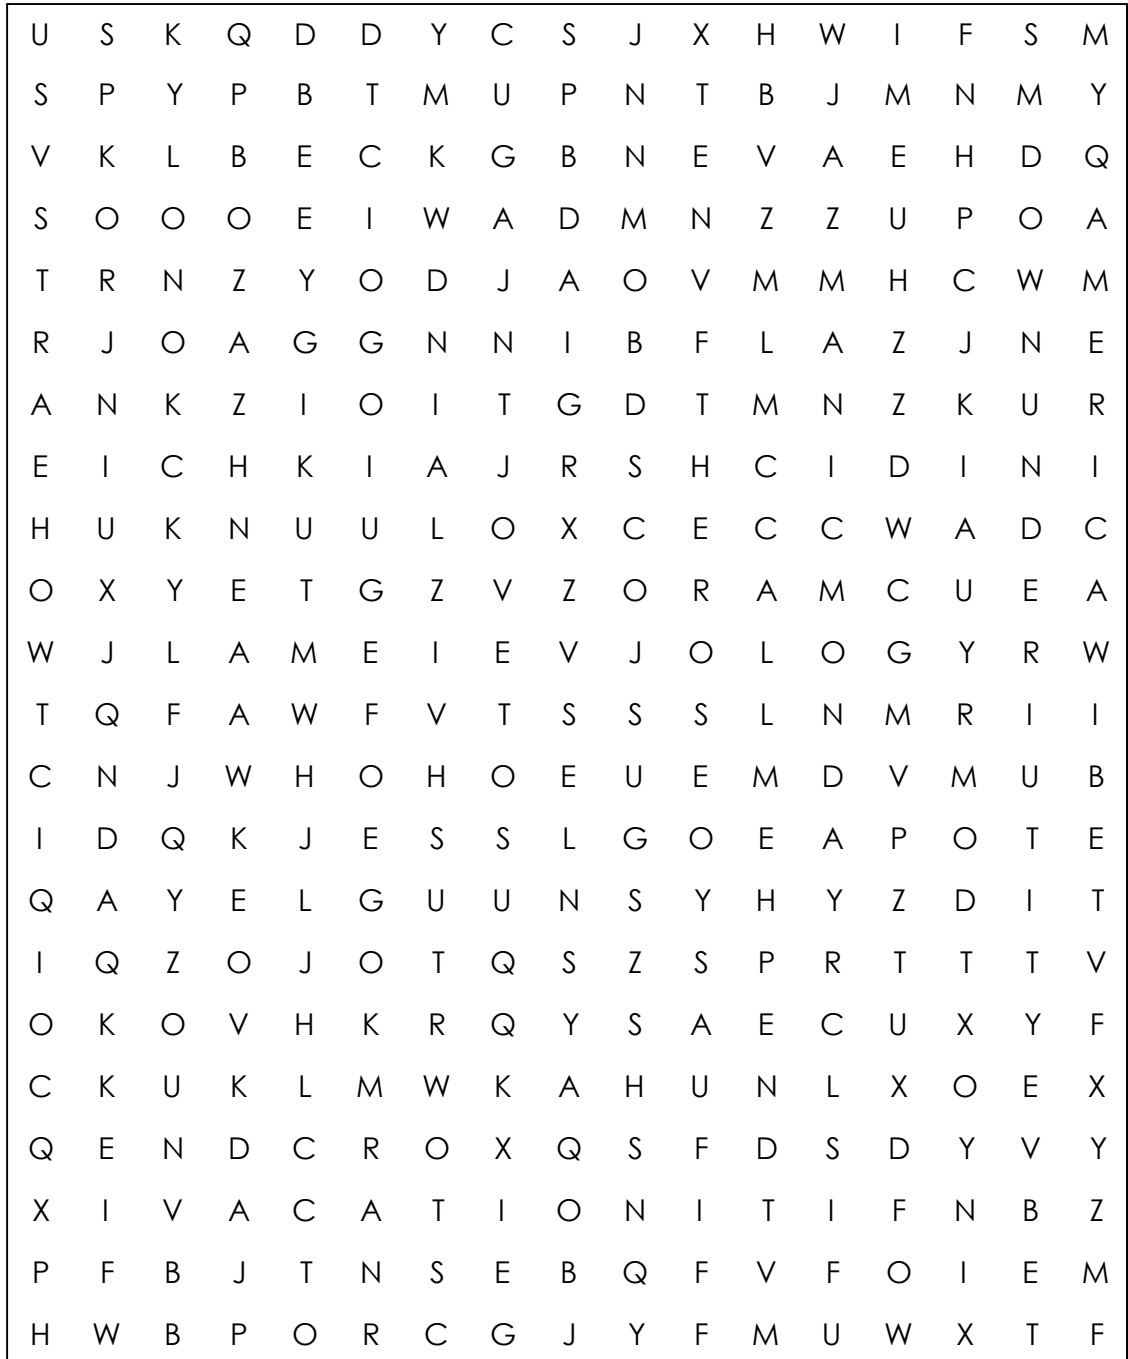 U S K Q D D Y C S J X H W I F S M
S P Y P B T M U P N T B J M N M Y
V K L B E C K G B N E V A E H D Q
S O O O E I W A D M N Z Z U P O A
T R N Z Y O D J A O V M M H C W M
R J O A G G N N I B F L A Z J N E
A N K Z I O I T G D T M N Z K U R
E I C H K I A J R S H C I D I N I
H U K N U U L O X C E C C W A D C
O X Y E T G Z V Z O R A M C U E A
W J L A M E I E V J O L O G Y R W
T Q F A W F V T S S S L N M R I I
C N J W H O H O E U E M D V M U B
I D Q K J E S S L G O E A P O T E
Q A Y E L G U U N S Y H Y Z D I T
I Q Z O J O T Q S Z S P R T T T V
O K O V H K R Q Y S A E C U X Y F
C K U K L M W K A H U N L X O E X
Q E N D C R O X Q S F D S D Y V Y
X I V A C A T I O N I T I F N B Z
P F B J T N S E B Q F V F O I E M
H W B P O R C G J Y F M U W X T F